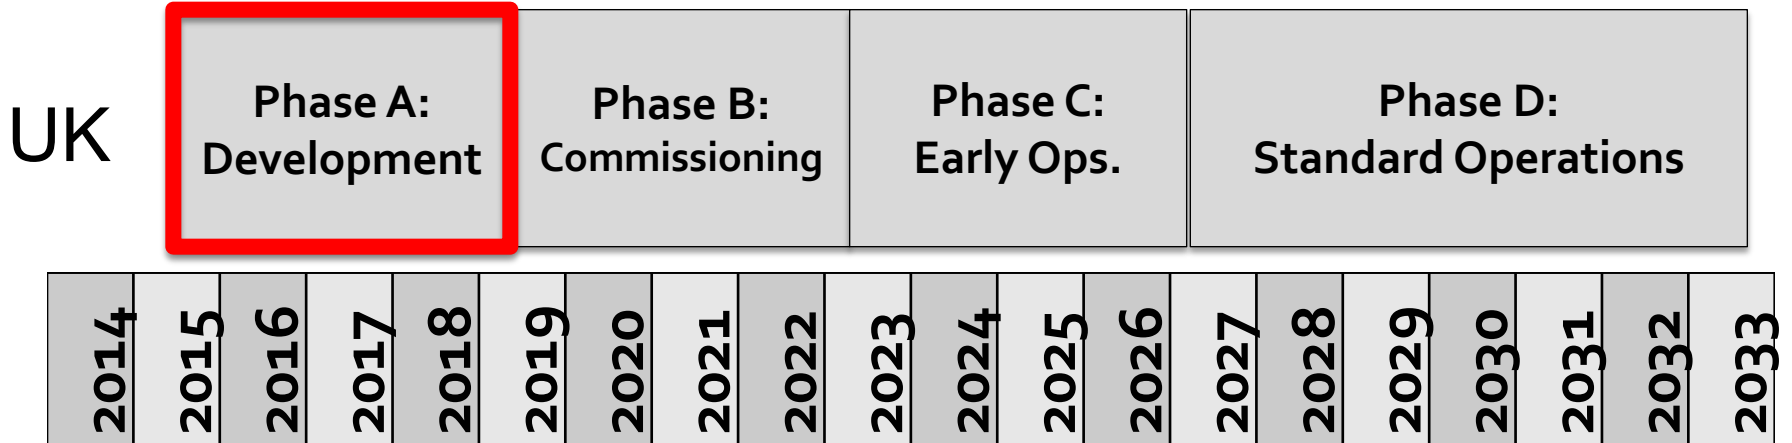 UK
Phase A:
Development
Phase B:
Commissioning
Phase C:
Early Ops.
Phase D:
Standard Operations
2014
2015
2016
2017
2018
2019
2020
2021
2022
2023
2024
2025
2026
2027
2028
2029
2030
2031
2032
2033